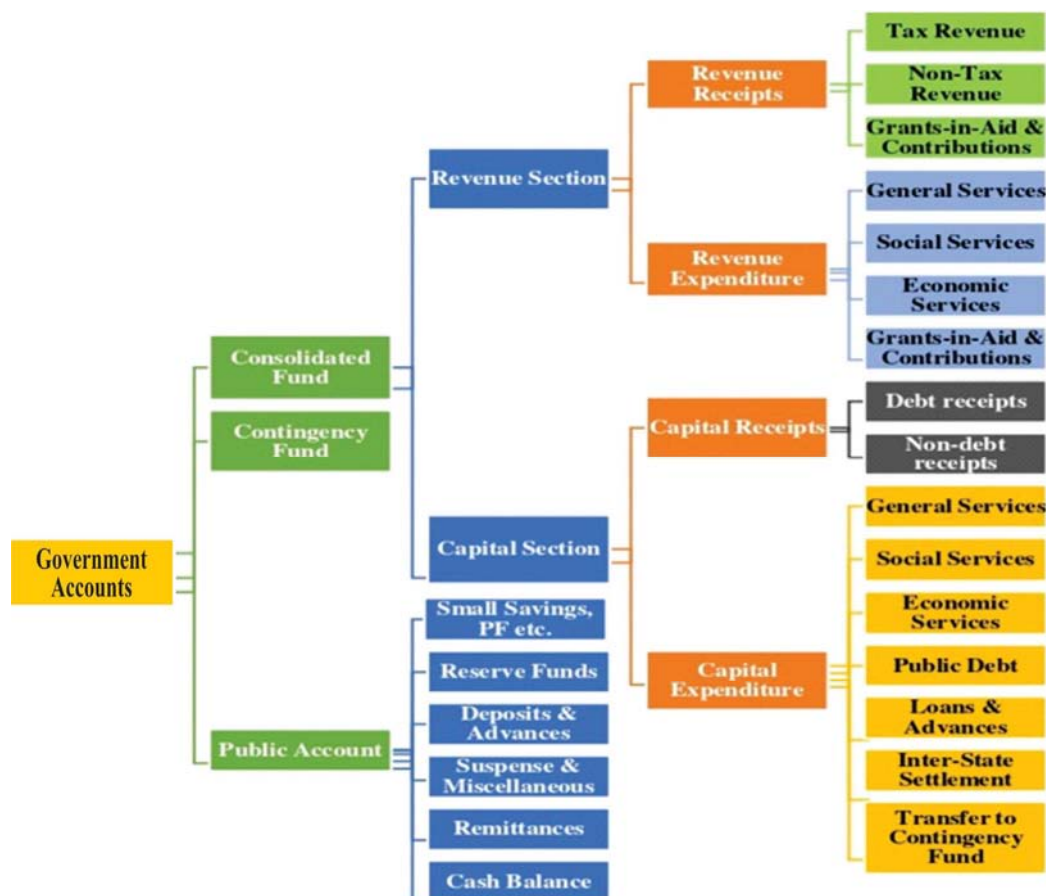 Government
Accounts
Consolidated
Fund
Contingency
Fund
Public Account
Revenue Section
Capital Section
Small Savings,
PF etc.
Reserve Funds
Deposits &
Advances
Suspense &
Miscellaneous
Remittances
Cash Balance
Revenue
Receipts
Revenue
Expenditure
Capital Receipts
Capital
Expenditure
Tax Revenue
Non-Tax
Revenue
Grants-in-Aid &
Contributions
General Services
Social Services
Economic
Services
Grants-in-Aid &
Contributions
Debt receipts
Non-debt
receipts
General Services
Social Services
Economic
Services
Public Debt
Loans &
Advances
Inter-State
Settlement
Transfer to
Contingency
Fund